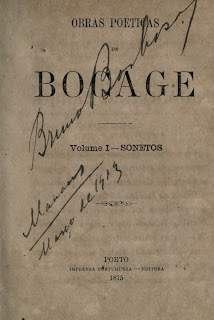 OBRAS POETICAS
DE
BOCAGE
Bruno Barbosa
Volume I—SONETOS
Manaus
Março de 1913
PORTO
IMPRENSA PORTUGUEZA—EDITORA
1875